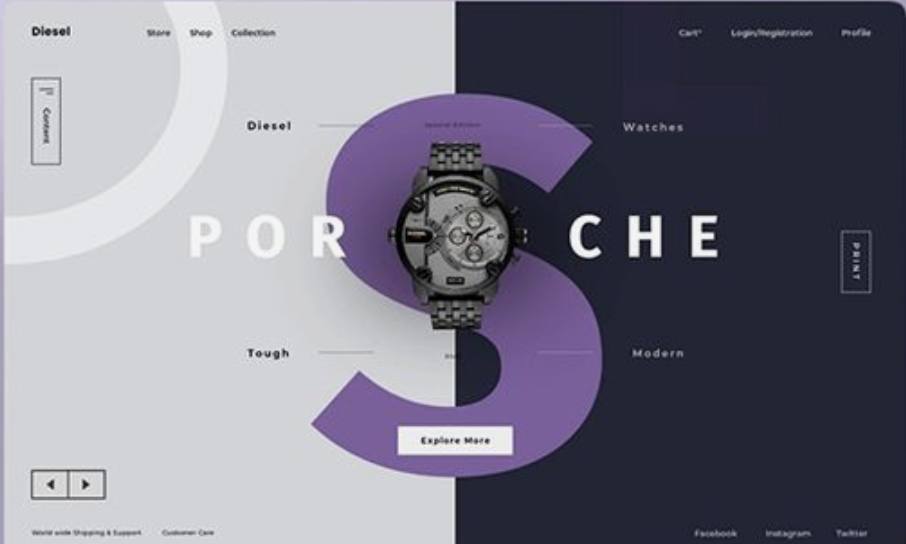 Diesel Store Shop Collection Cart Login/Registration Profile
Content
Diesel Special Edition Watches
S
POR CHE
PRINT
Tough Modern
Explore More
World wide Shipping & Support Customer Care Facebook Instagram Twitter